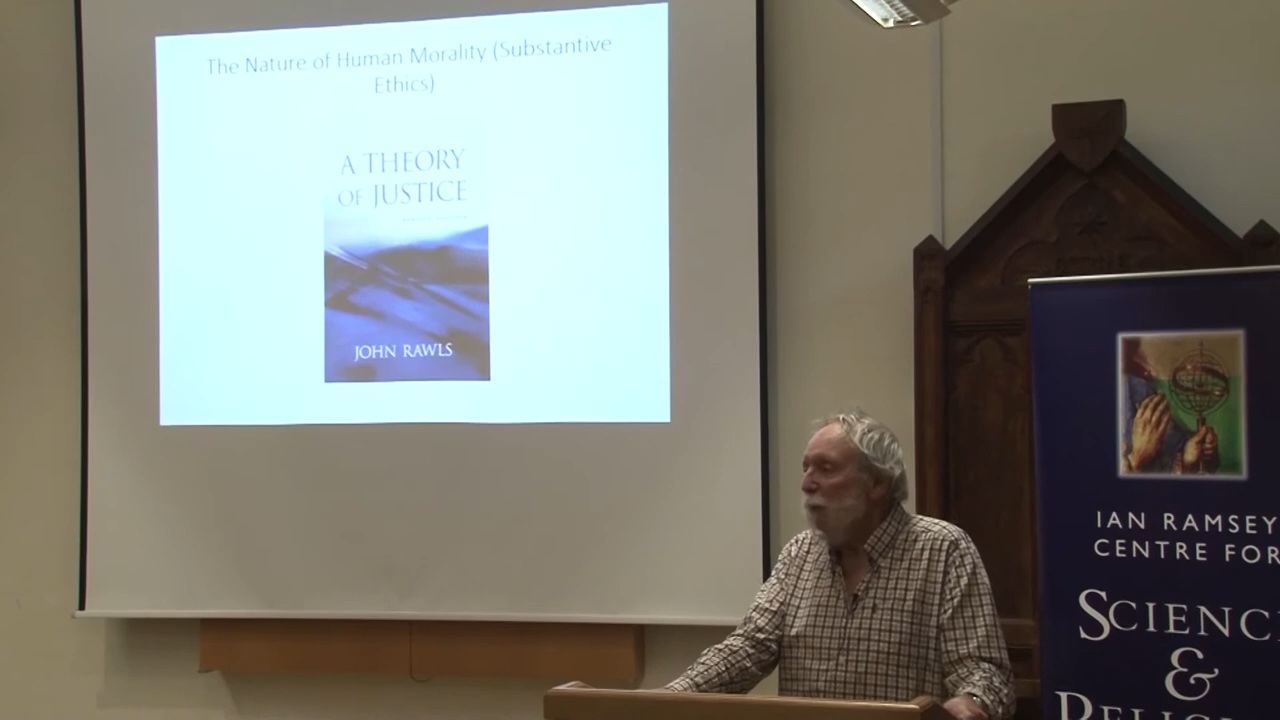 The Nature of Human Morality (Substantive
Ethics)
A THEORY
OF JUSTICE
JOHN RAWLS
IAN RAMSEY
CENTRE FOR
SCIENC
&